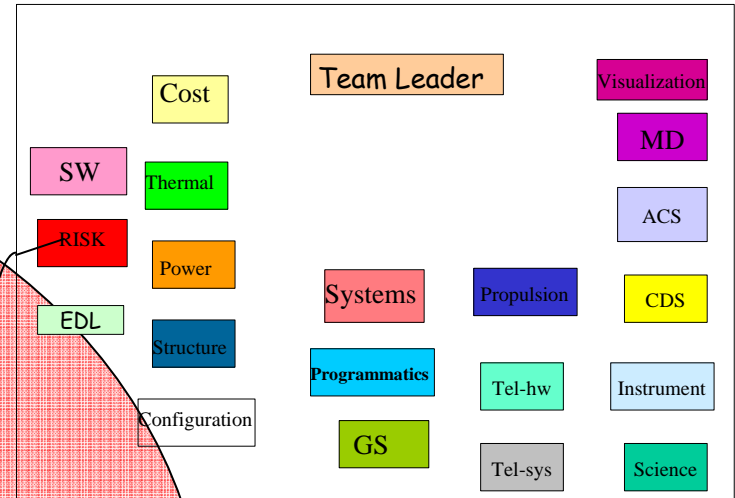 Team Leader
Visualization
Cost
MD
SW
Thermal
ACS
RISK
Power
Systems
Propulsion
CDS
EDL
Structure
Programmatics
Tel-hw
Instrument
Configuration
GS
Tel-sys
Science